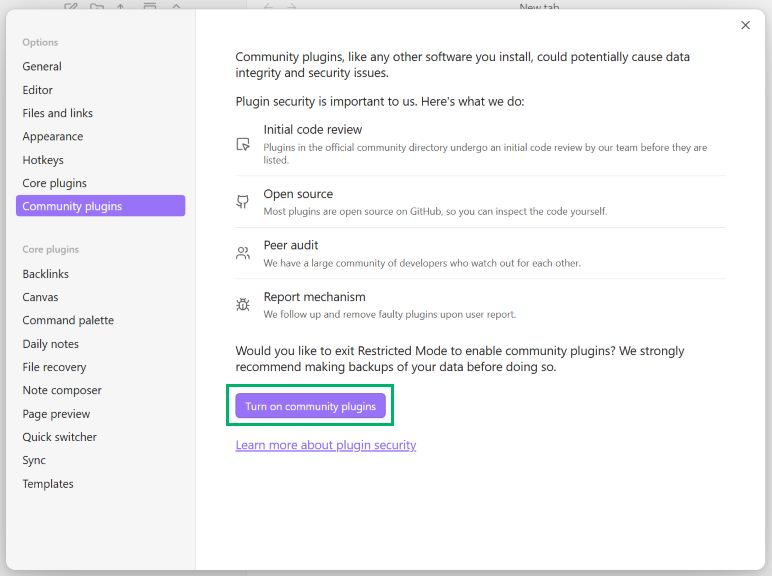 New tab
Options
General
Editor
Files and links
Appearance
Hotkeys
Core plugins
Community plugins
Core plugins
Backlinks
Canvas
Command palette
Daily notes
File recovery
Note composer
Page preview
Quick switcher
Sync
Templates
Community plugins, like any other software you install, could potentially cause data
integrity and security issues.
Plugin security is important to us. Here's what we do:
Initial code review
Plugins in the official community directory undergo an initial code review by our team before they are
listed.
Open source
Most plugins are open source on GitHub, so you can inspect the code yourself.
Peer audit
We have a large community of developers who watch out for each other.
Report mechanism
We follow up and remove faulty plugins upon user report.
Would you like to exit Restricted Mode to enable community plugins? We strongly
recommend making backups of your data before doing so.
Turn on community plugins
Learn more about plugin security